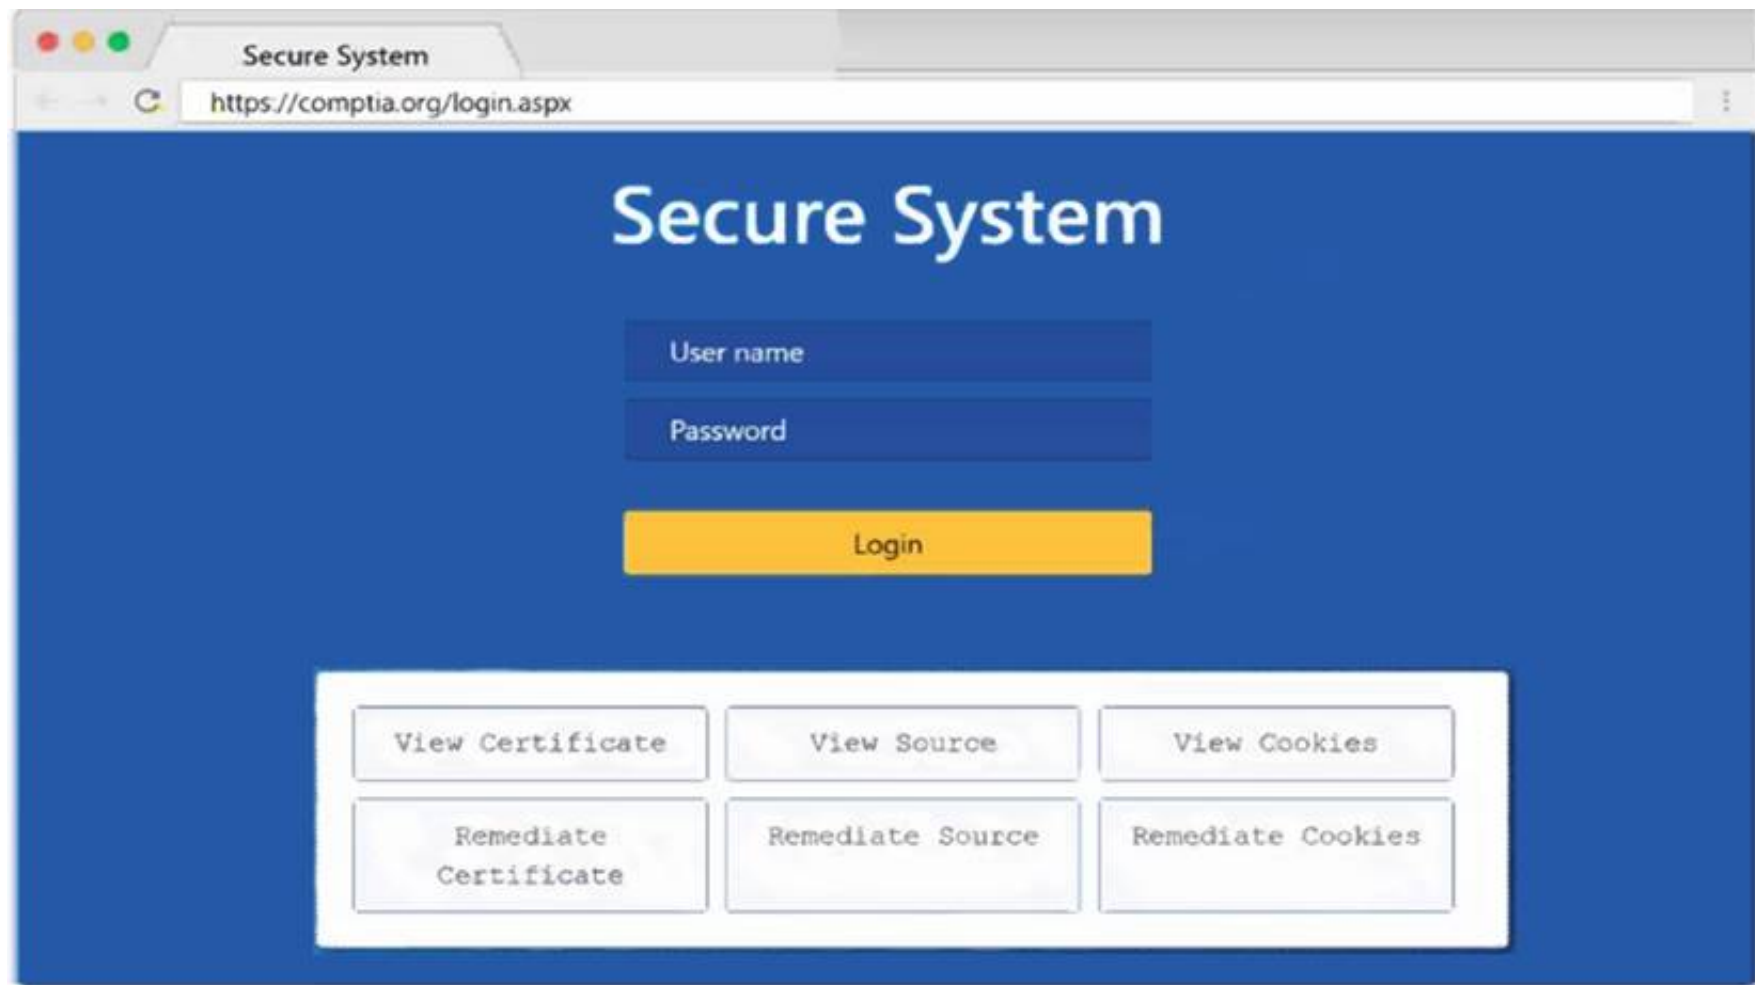 Secure System
https://comptia.org/login.aspx
Secure System
User name
Password
Login
View Certificate
View Source
View Cookies
Remediate
Certificate
Remediate Source
Remediate Cookies